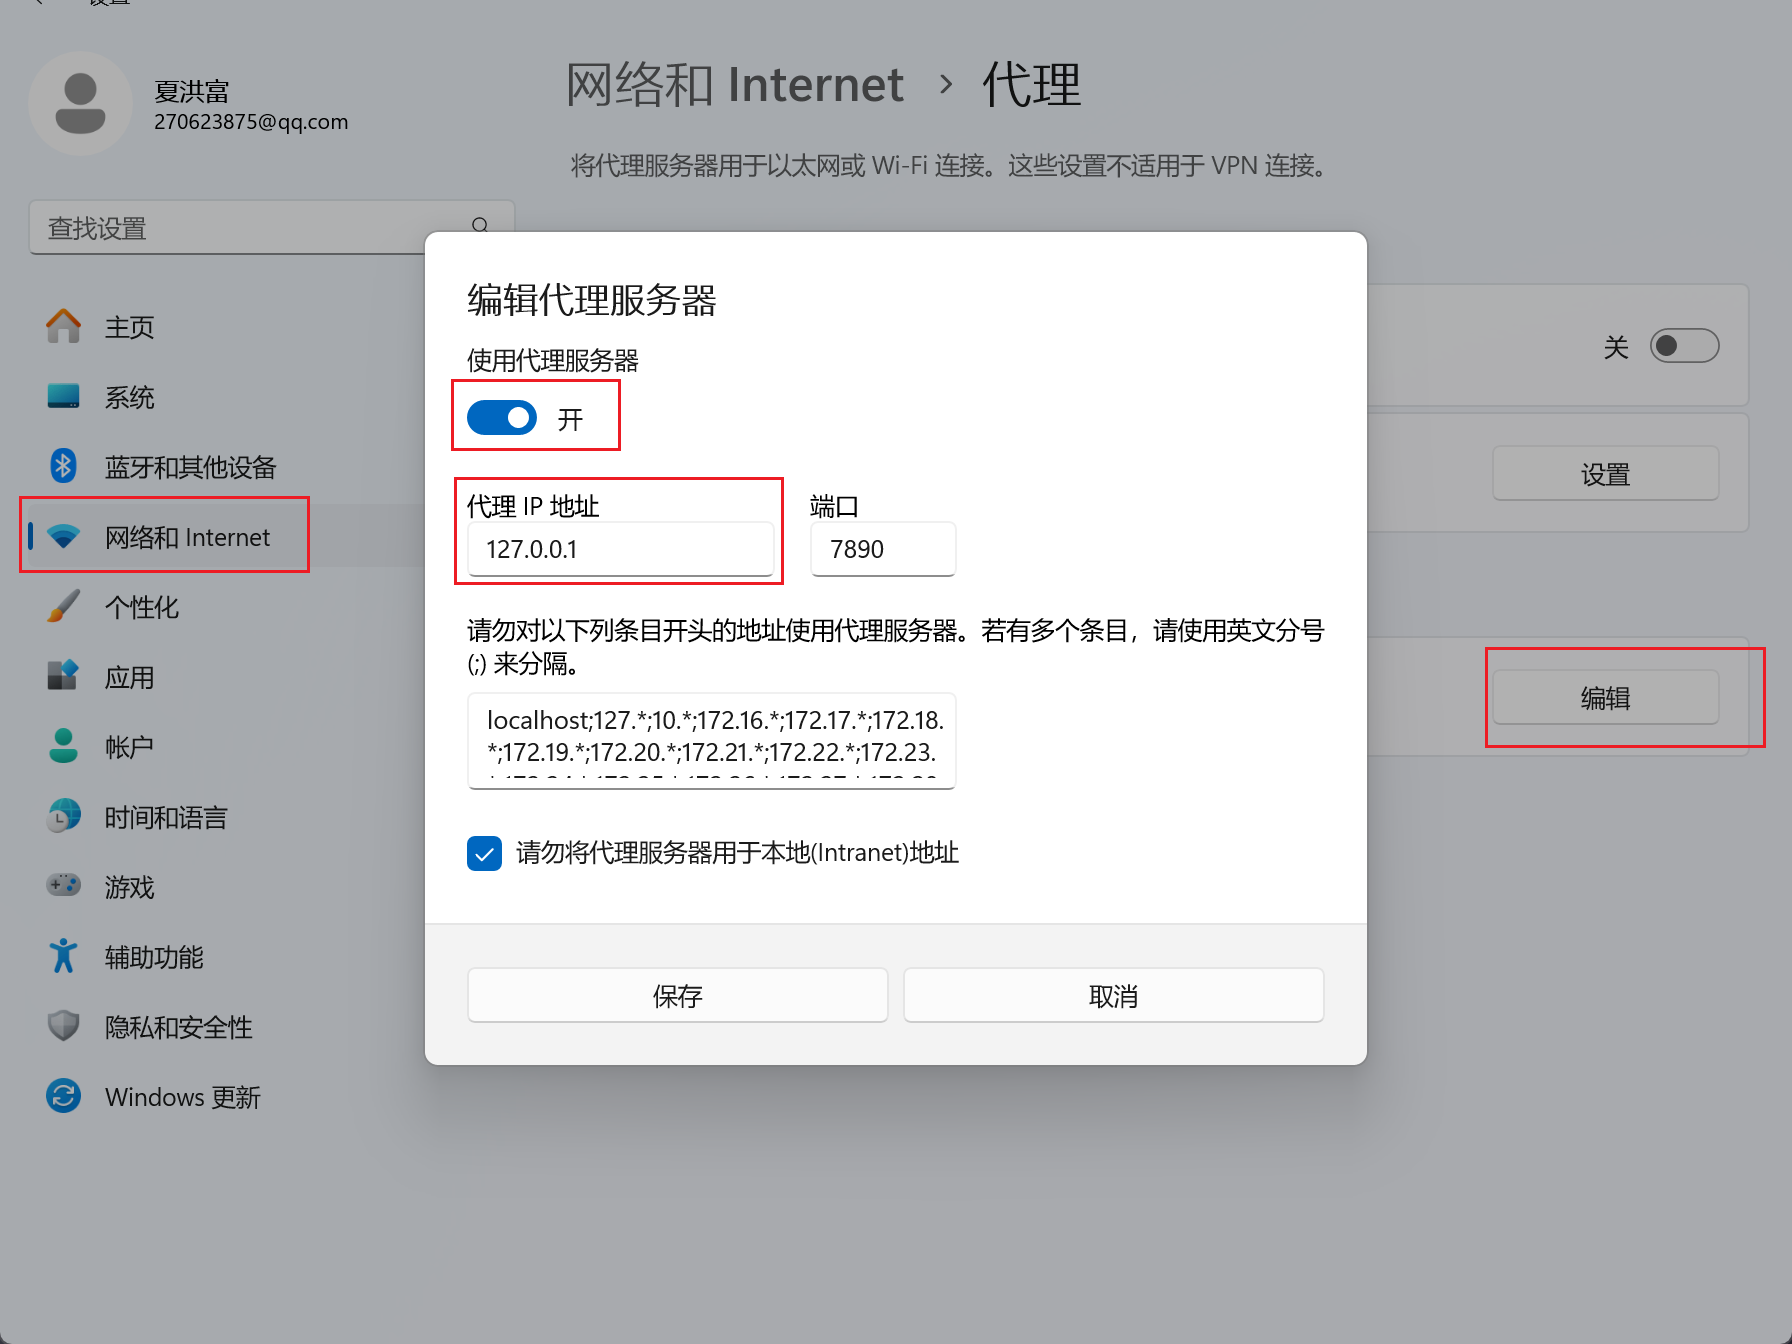 夏洪富
270623875@qq.com
查找设置
主页
系统
蓝牙和其他设备
网络和 Internet
个性化
应用
帐户
时间和语言
游戏
辅助功能
隐私和安全性
Windows 更新
网络和 Internet › 代理
将代理服务器用于以太网或 Wi-Fi 连接。这些设置不适用于 VPN 连接。
关
设置
编辑
编辑代理服务器
使用代理服务器
开
代理 IP 地址 端口
127.0.0.1 7890
请勿对以下列条目开头的地址使用代理服务器。若有多个条目，请使用英文分号
(;) 来分隔。
localhost;127.*;10.*;172.16.*;172.17.*;172.18.
*;172.19.*;172.20.*;172.21.*;172.22.*;172.23.
请勿将代理服务器用于本地(Intranet)地址
保存 取消